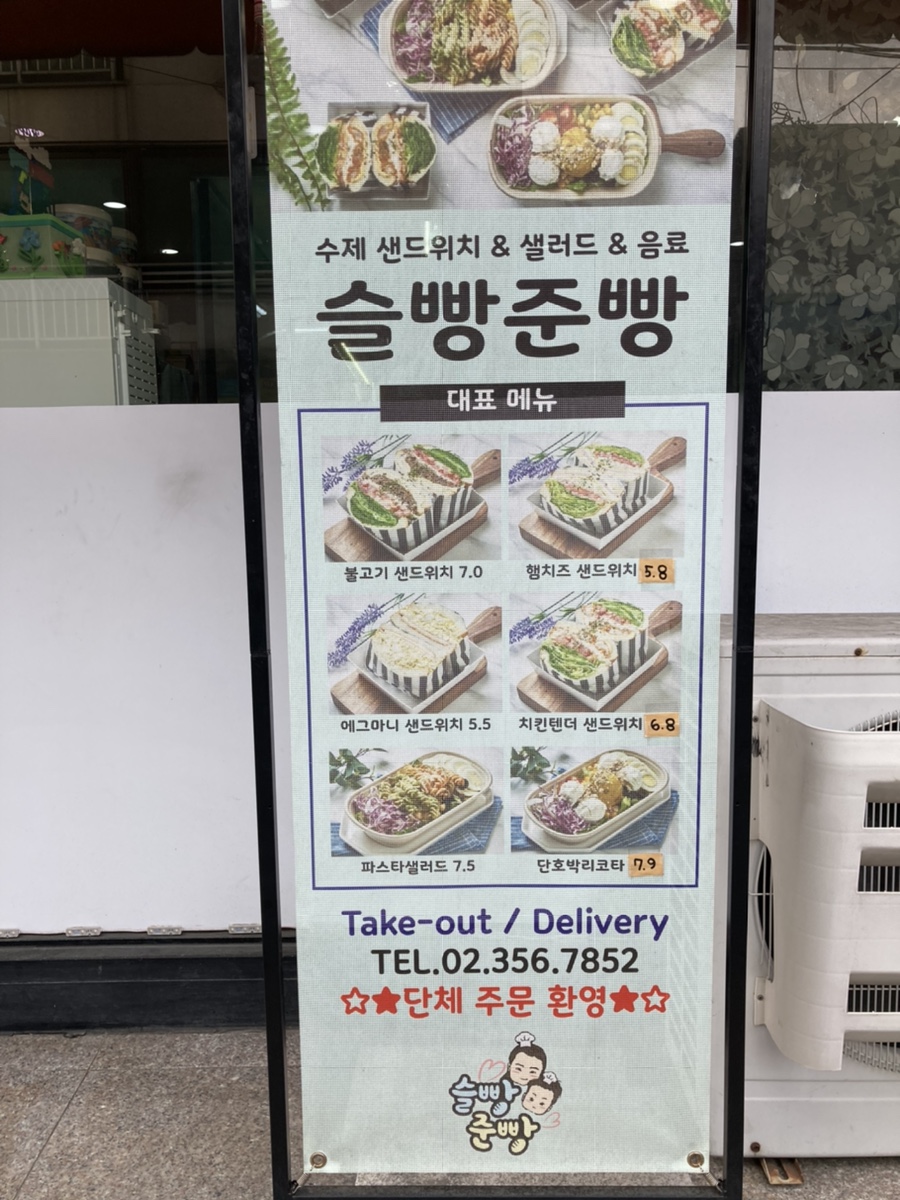 수제 샌드위치 & 샐러드 & 음료
슬빵준빵
대표 메뉴
불고기 샌드위치 7.0
햄치즈 샌드위치 5.8
에그마니 샌드위치 5.5
치킨텐더 샌드위치 6.8
파스타샐러드 7.5
단호박리코타 7.9
Take-out / Delivery
TEL.02.356.7852
☆★단체 주문 환영★☆
슬빵
준빵